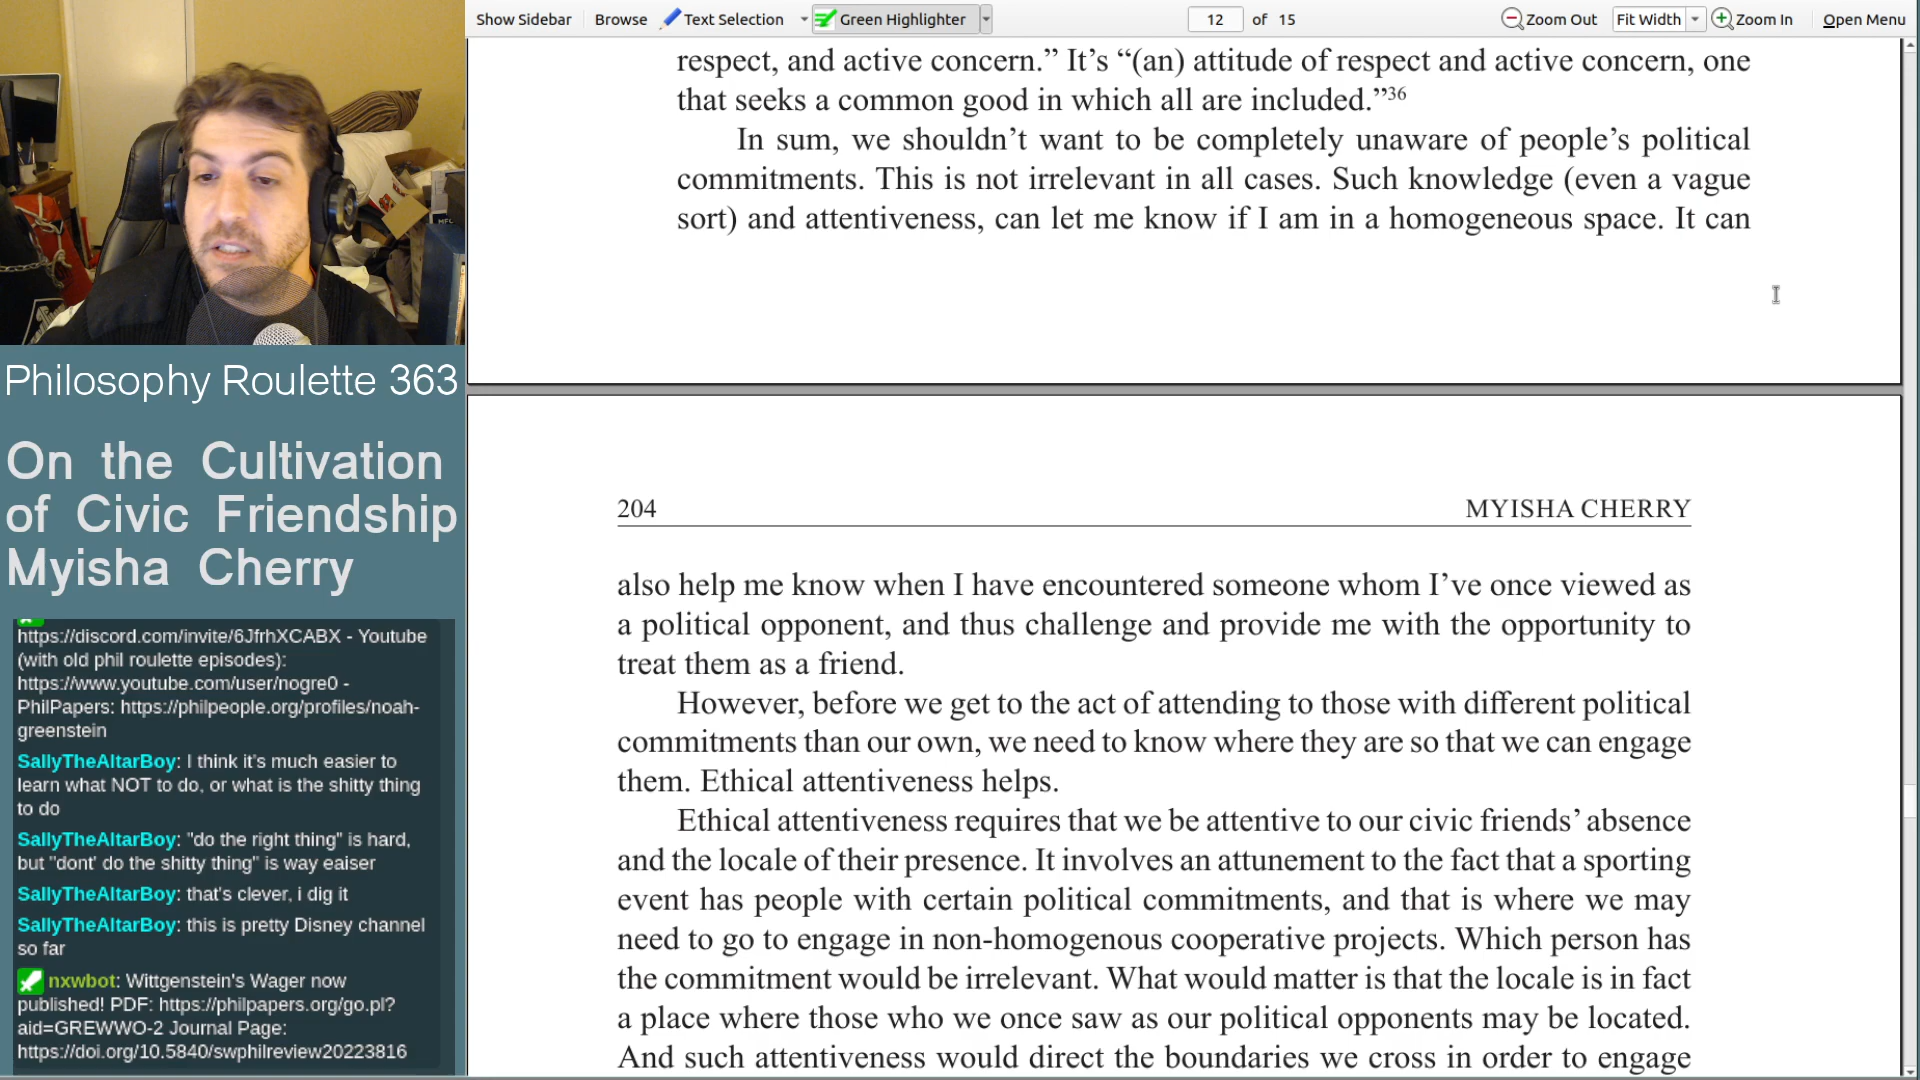 Show Sidebar Browse Text Selection Green Highlighter 12 of 15 Zoom Out Fit Width Zoom In Open Menu
respect, and active concern.” It’s “(an) attitude of respect and active concern, one
that seeks a common good in which all are included.”36
In sum, we shouldn’t want to be completely unaware of people’s political
commitments. This is not irrelevant in all cases. Such knowledge (even a vague
sort) and attentiveness, can let me know if I am in a homogeneous space. It can
204 MYISHA CHERRY
also help me know when I have encountered someone whom I’ve once viewed as
a political opponent, and thus challenge and provide me with the opportunity to
treat them as a friend.
However, before we get to the act of attending to those with different political
commitments than our own, we need to know where they are so that we can engage
them. Ethical attentiveness helps.
Ethical attentiveness requires that we be attentive to our civic friends’ absence
and the locale of their presence. It involves an attunement to the fact that a sporting
event has people with certain political commitments, and that is where we may
need to go to engage in non-homogenous cooperative projects. Which person has
the commitment would be irrelevant. What would matter is that the locale is in fact
a place where those who we once saw as our political opponents may be located.
And such attentiveness would direct the boundaries we cross in order to engage
Philosophy Roulette 363
On the Cultivation
of Civic Friendship
Myisha Cherry
https://discord.com/invite/6JfrhXCABX - Youtube
(with old phil roulette episodes):
https://www.youtube.com/user/nogre0 -
PhilPapers: https://philpeople.org/profiles/noah-
greenstein
SallyTheAltarBoy: I think it's much easier to
learn what NOT to do, or what is the shitty thing
to do
SallyTheAltarBoy: "do the right thing" is hard,
but "dont' do the shitty thing" is way eaiser
SallyTheAltarBoy: that's clever, i dig it
SallyTheAltarBoy: this is pretty Disney channel
so far
nxwbot: Wittgenstein's Wager now
published! PDF: https://philpapers.org/go.pl?
aid=GREWWO-2 Journal Page:
https://doi.org/10.5840/swphilreview20223816